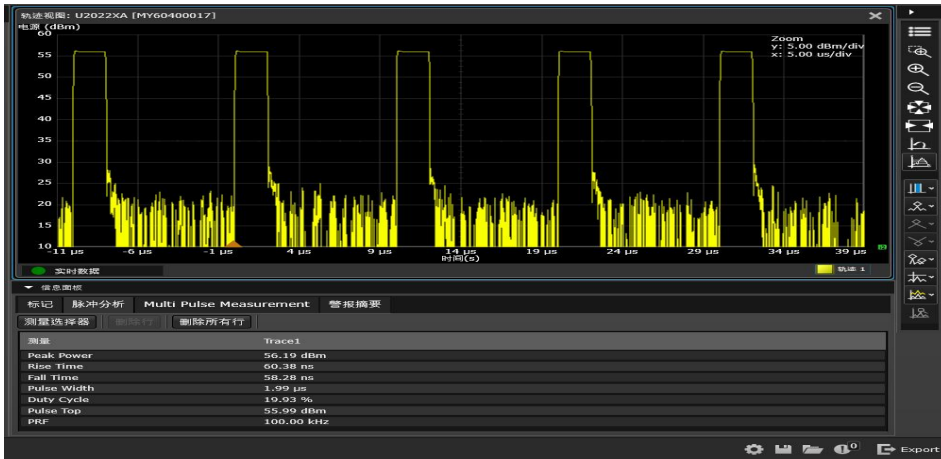 轨迹视图: U2022XA [MY60400017]
电源 (dBm)
60
Zoom
y: 5.00 dBm/div
x: 5.00 us/div
55
50
45
40
35
30
25
20
15
10
-11 μs -6 μs -1 μs 4 μs 9 μs 14 μs 19 μs 24 μs 29 μs 34 μs 39 μs
时间(s)
实时数据 轨迹 1
信息面板
标记 脉冲分析 Multi Pulse Measurement 警报摘要
测量选择器 删除行 删除所有行
测量 Trace1
Peak Power 56.19 dBm
Rise Time 60.38 ns
Fall Time 58.28 ns
Pulse Width 1.99 μs
Duty Cycle 19.93 %
Pulse Top 55.99 dBm
PRF 100.00 kHz
0 Export